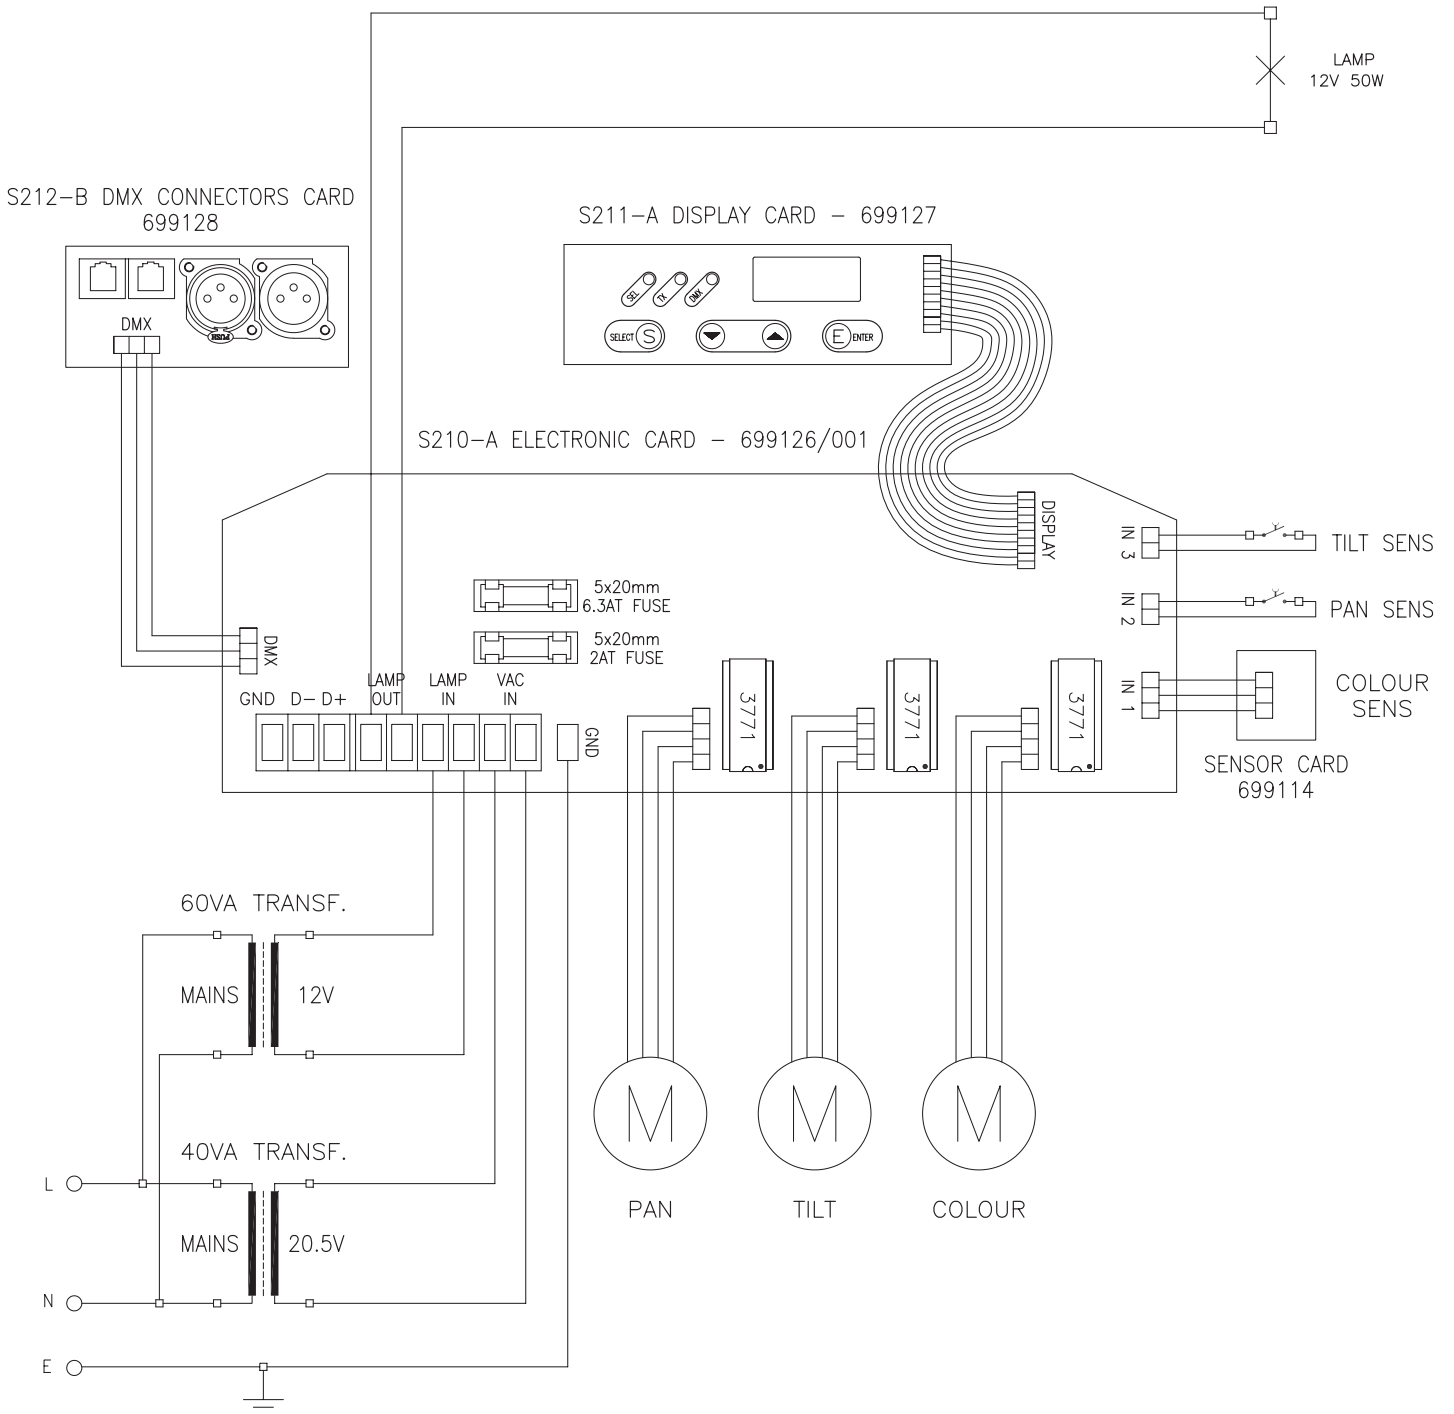 LAMP
12V 50W
S212-B DMX CONNECTORS CARD
699128
S211-A DISPLAY CARD - 699127
SEL
TX
DMX
DMX
PUSH
SELECT S
E ENTER
S210-A ELECTRONIC CARD - 699126/001
DISPLAY
IN 3
TILT SENS
5x20mm
6.3AT FUSE
IN 2
PAN SENS
DMX
5x20mm
2AT FUSE
GND
D- D+
LAMP
OUT
LAMP
IN
VAC
IN
GND
3771
3771
3771
IN 1
COLOUR
SENS
SENSOR CARD
699114
60VA TRANSF.
MAINS
12V
M
M
M
PAN
TILT
COLOUR
40VA TRANSF.
L
MAINS
20.5V
N
E